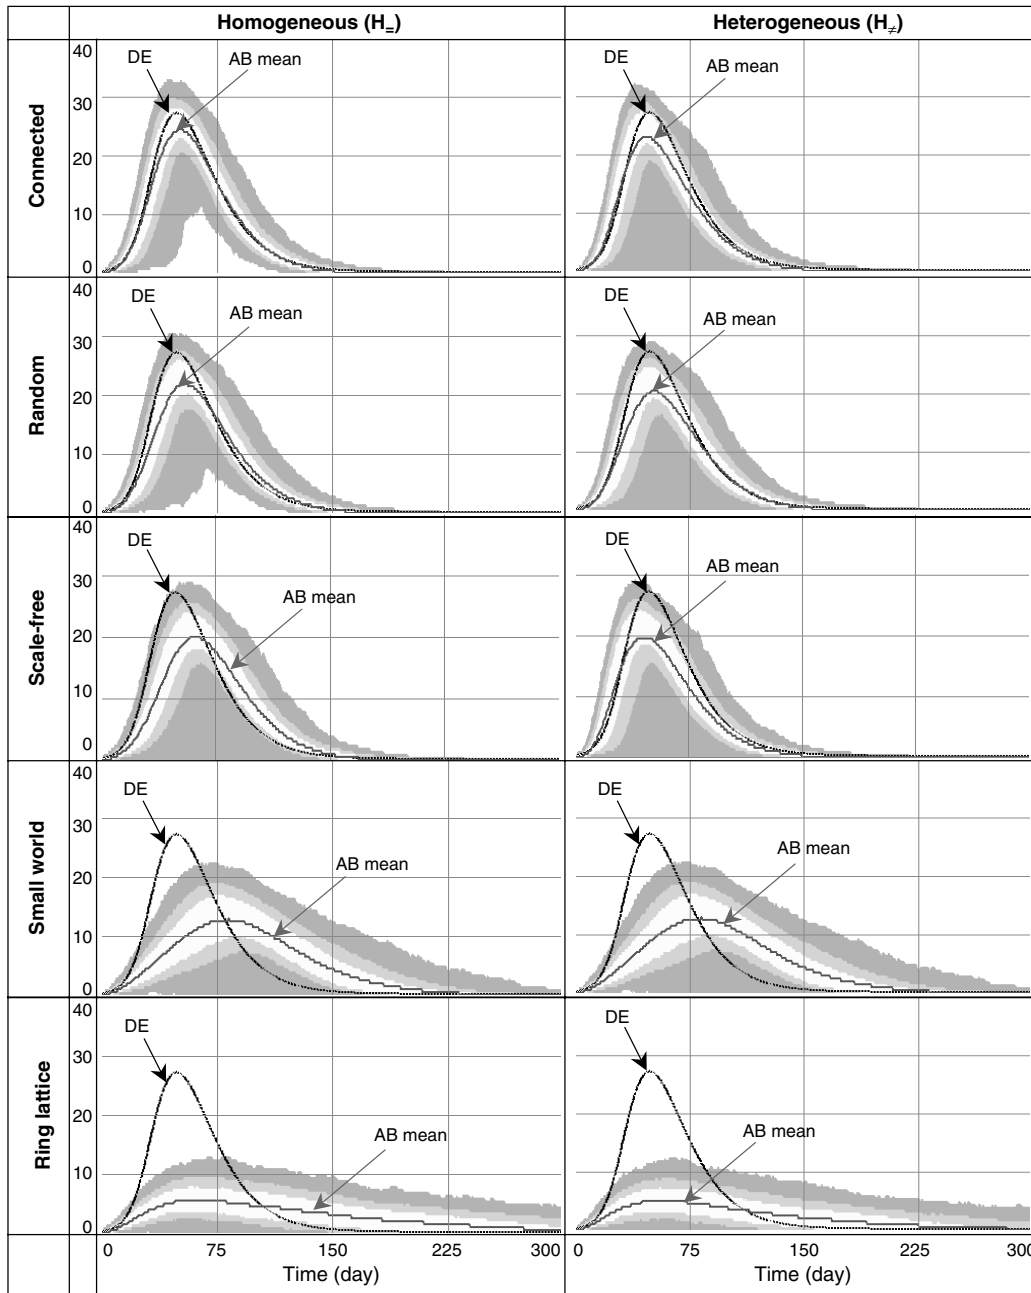 Homogeneous (H=)
Heterogeneous (H≠)
Connected
40
30
20
10
0
DE
AB mean
DE
AB mean
Random
40
30
20
10
0
DE
AB mean
DE
AB mean
Scale-free
40
30
20
10
0
DE
AB mean
DE
AB mean
Small world
40
30
20
10
0
DE
AB mean
DE
AB mean
Ring lattice
40
30
20
10
0
DE
AB mean
DE
AB mean
0 75 150 225 300
Time (day)
0 75 150 225 300
Time (day)